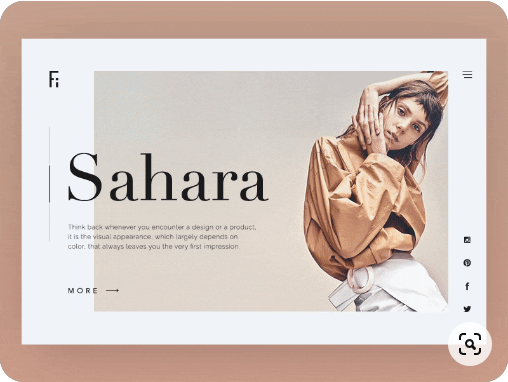 Fi
Sahara
Think back whenever you encounter a design or a product,
it is the visual appearance, which largely depends on
color, that always leaves you the very first impression
MORE